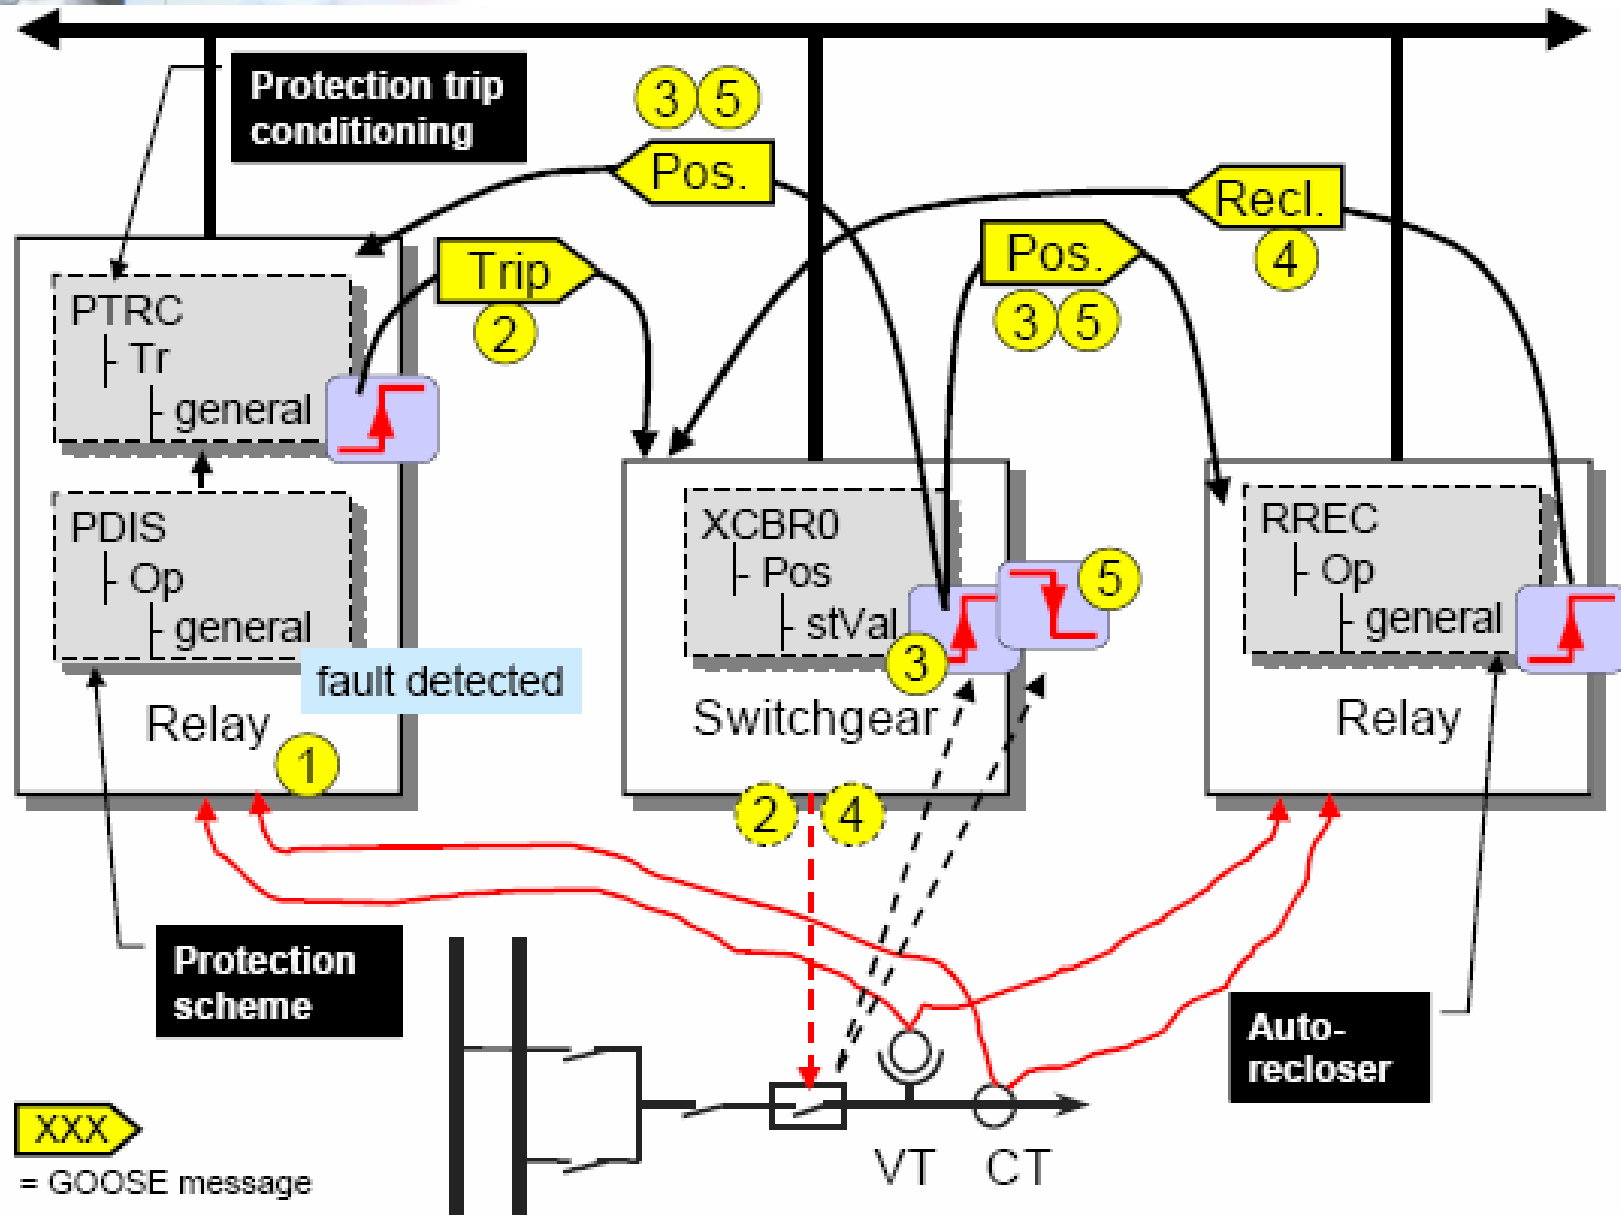 Protection trip
conditioning
3 5
Pos.
Recl.
4
Trip
2
Pos.
3 5
PTRC
Tr
general
PDIS
Op
general
fault detected
Relay
1
XCBR0
Pos
stVal
3
5
Switchgear
2 4
RREC
Op
general
Relay
Protection
scheme
Auto-
recloser
XXX
= GOOSE message
VT CT